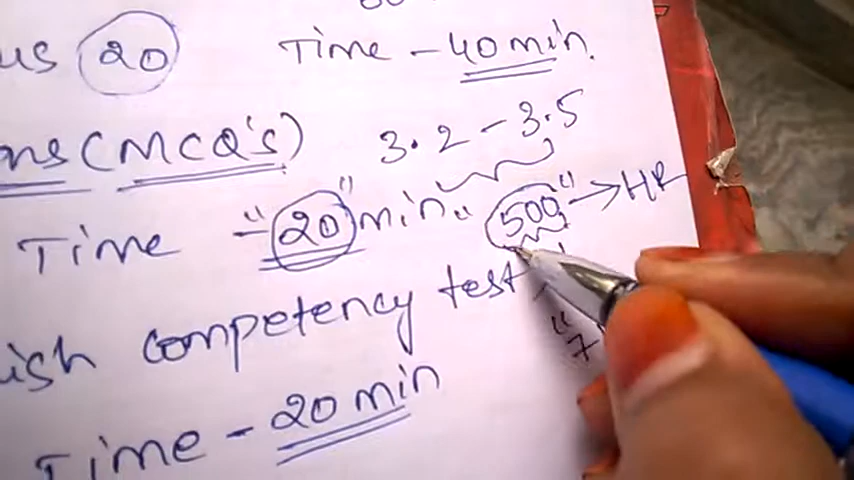 us 20 Time - 40 min.
3.2 - 3.5
ns (MCQ's)
Time - "20" min "500" → HR
ish competency test
"7
Time - 20 min